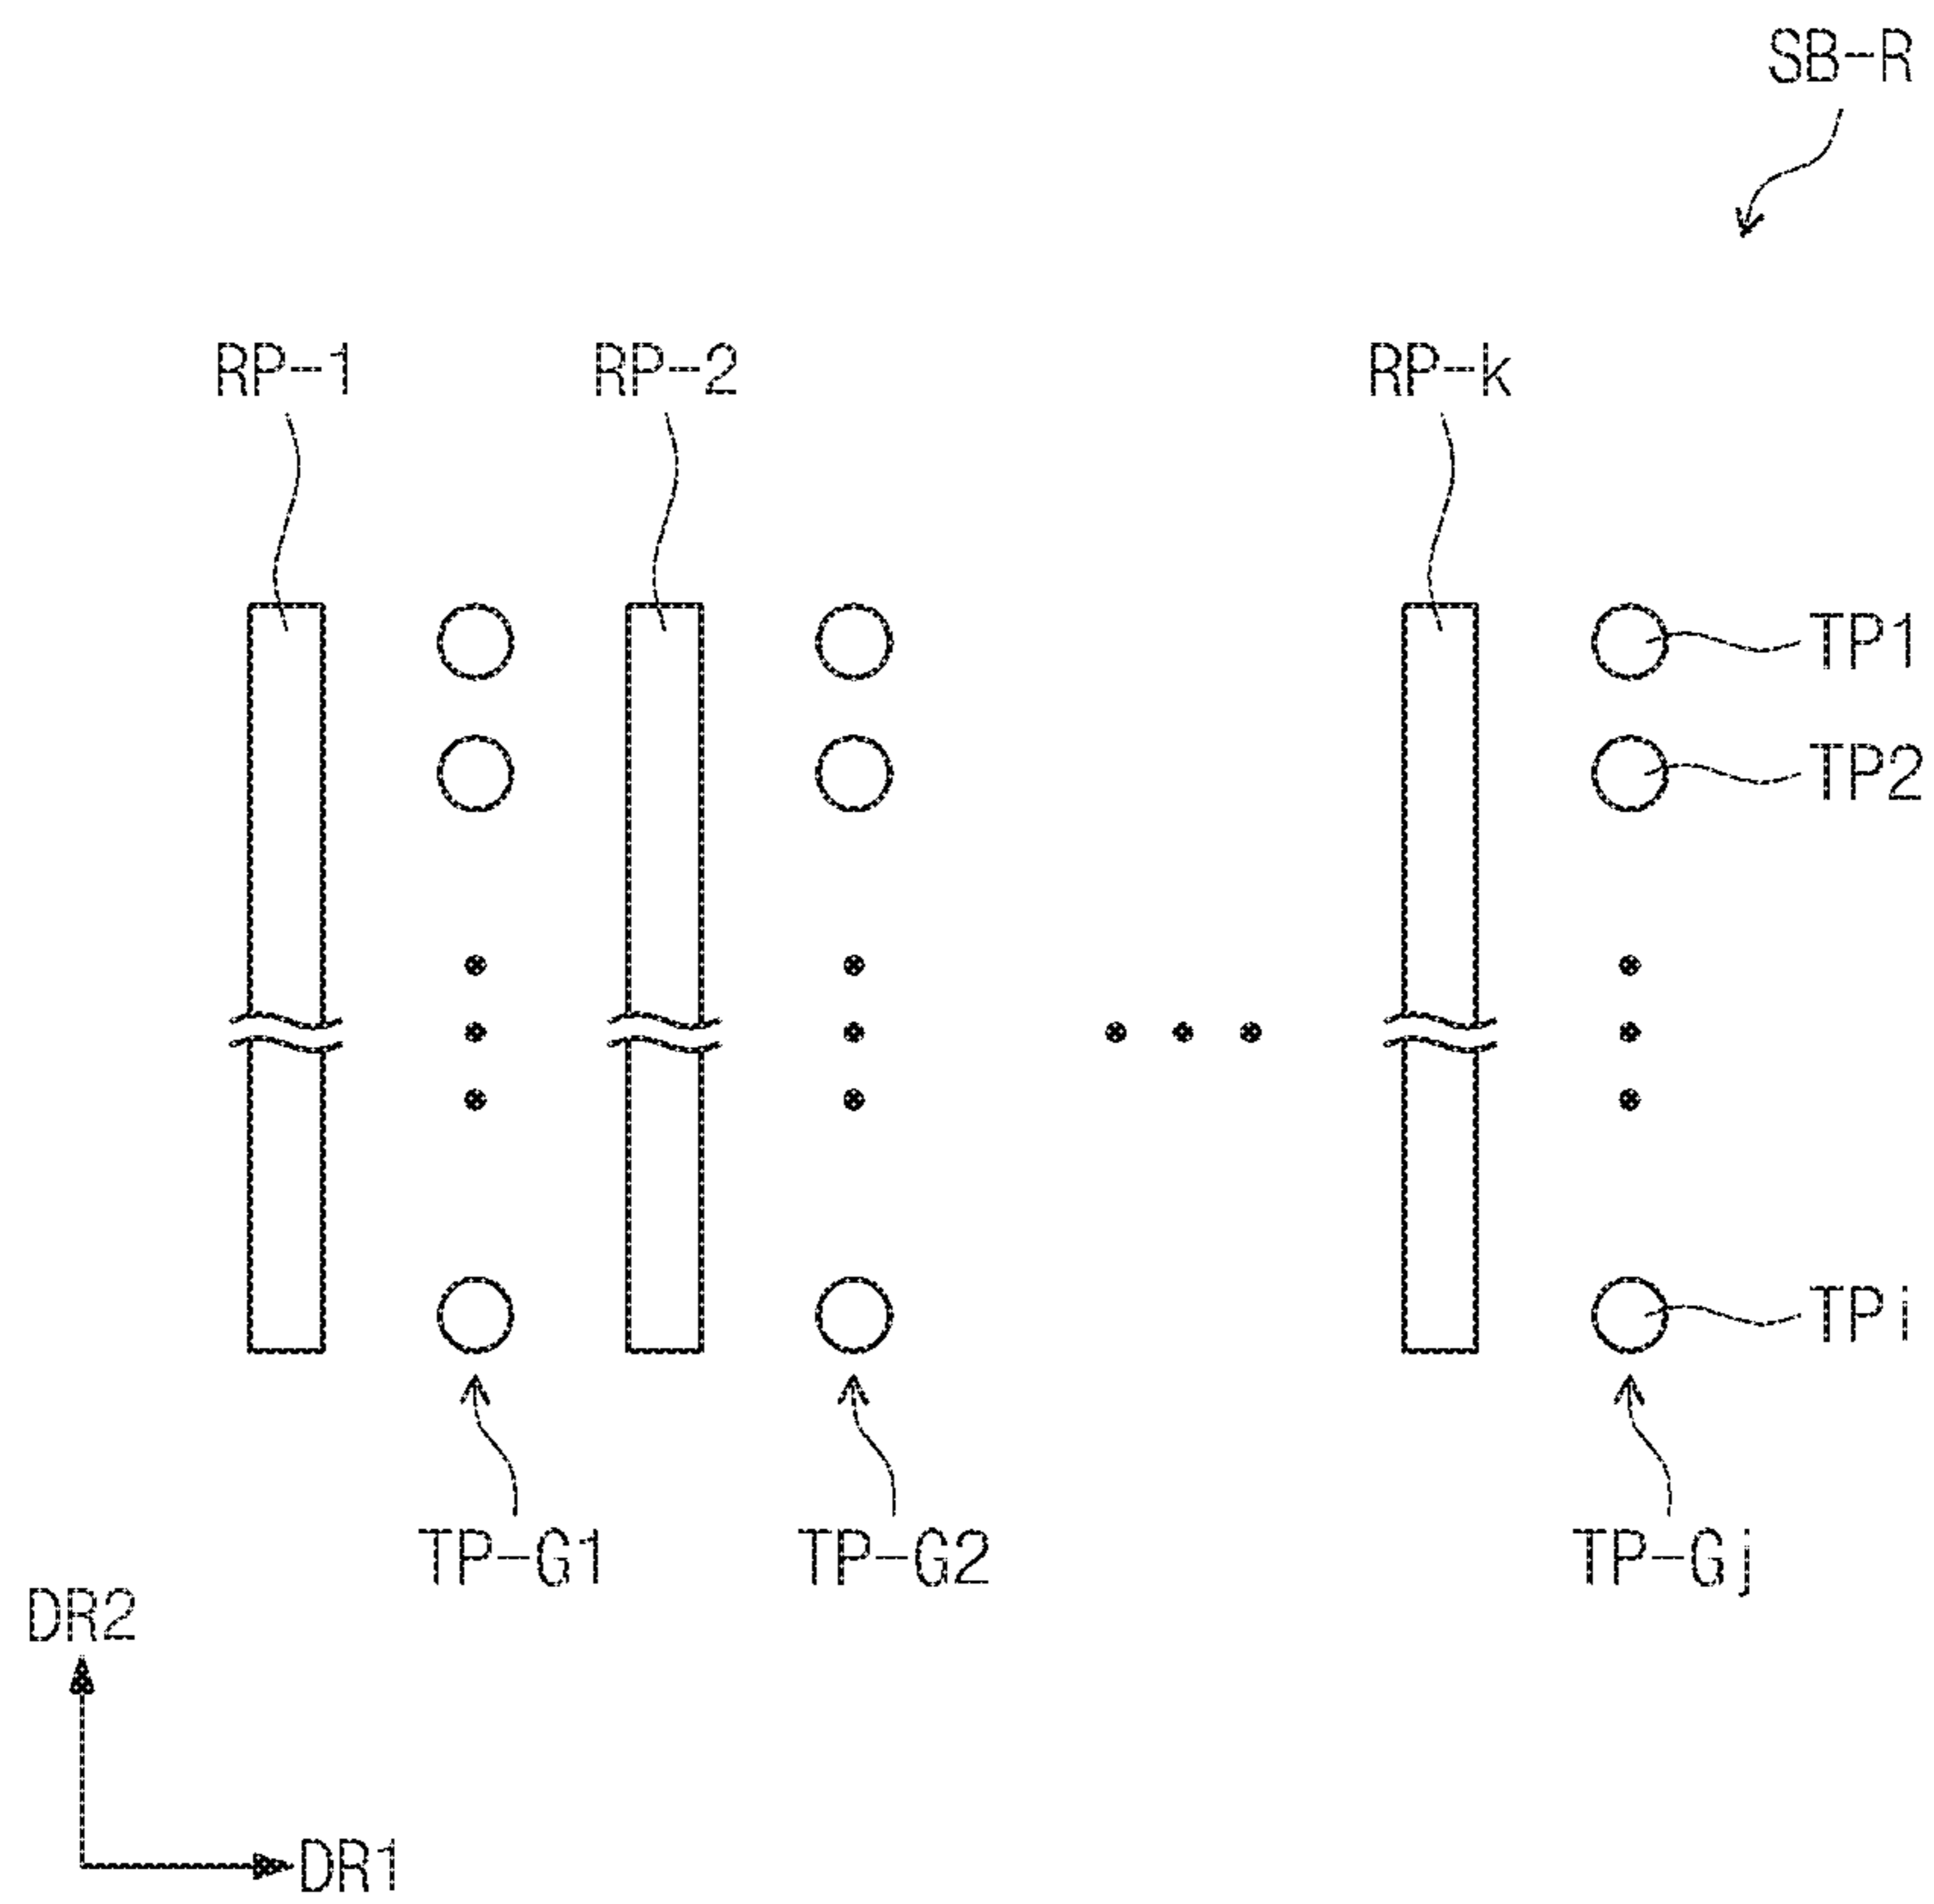 SB-R
RP-1 RP-2 RP-k
TP1
TP2
TPi
TP-G1 TP-G2 TP-Gj
DR2
DR1